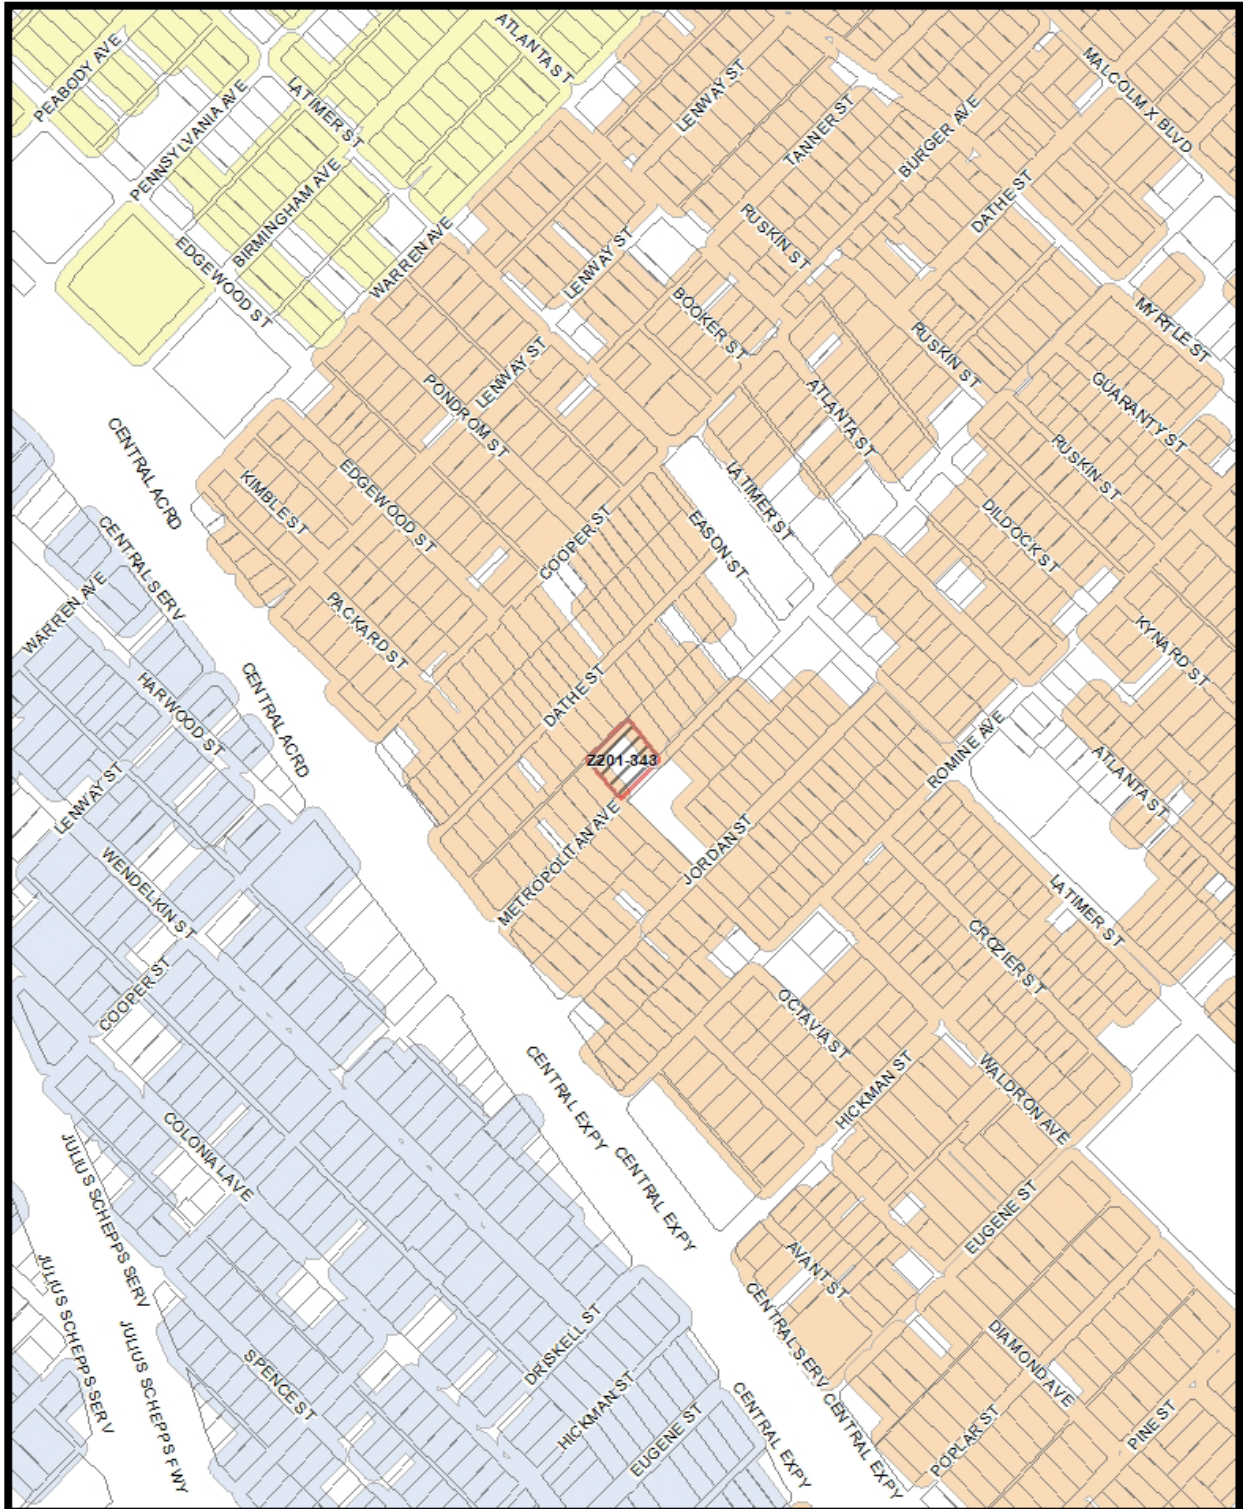 ATLANTA ST
PEABODY AVE
LENWAY ST
MALCOLM X BLVD
LATIMER ST
PENNSYLVANIA AVE
TANNER ST
BURGER AVE
BIRMINGHAM AVE
DATHE ST
EDGEWOOD ST
WARREN AVE
LENWAY ST
RUSKIN ST
BOOKER ST
MYRTLE ST
RUSKIN ST
LENWAY ST
PONDROM ST
ATLANTA ST
GUARANTY ST
CENTRAL ACRD
RUSKIN ST
KIMBLE ST
EDGEWOOD ST
LATIMER ST
COOPER ST
EASON ST
DILDOCK ST
CENTRAL SERV
WARREN AVE
PACKARD ST
KYNARD ST
HARWOOD ST
CENTRAL ACRD
DATHE ST
Z201-343
ROMINE AVE
ATLANTA ST
LENWAY ST
METROPOLITAN AVE
JORDAN ST
WENDELKIN ST
LATIMER ST
COOPER ST
CROZIER ST
OCTAVIA ST
CENTRAL EXPY
HICKMAN ST
WALDRON AVE
COLONIAL AVE
JULIUS SCHEPPS SERV
CENTRAL EXPY
EUGENE ST
AVANT ST
JULIUS SCHEPPS SERV
JULIUS SCHEPPS FWY
CENTRAL SERV
DRISKELL ST
DIAMOND AVE
SPENCE ST
HICKMAN ST
EUGENE ST
CENTRAL EXPY
CENTRAL EXPY
POPLAR ST
PINE ST